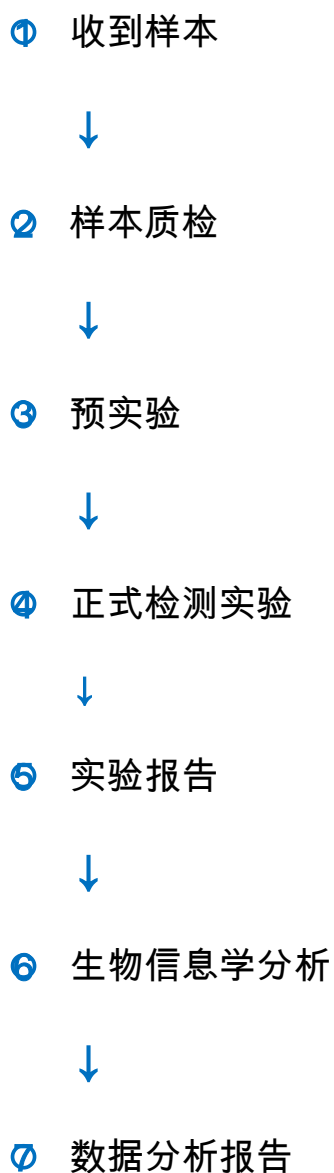 ① 收到样本
↓
② 样本质检
↓
③ 预实验
↓
④ 正式检测实验
↓
⑤ 实验报告
↓
⑥ 生物信息学分析
↓
⑦ 数据分析报告